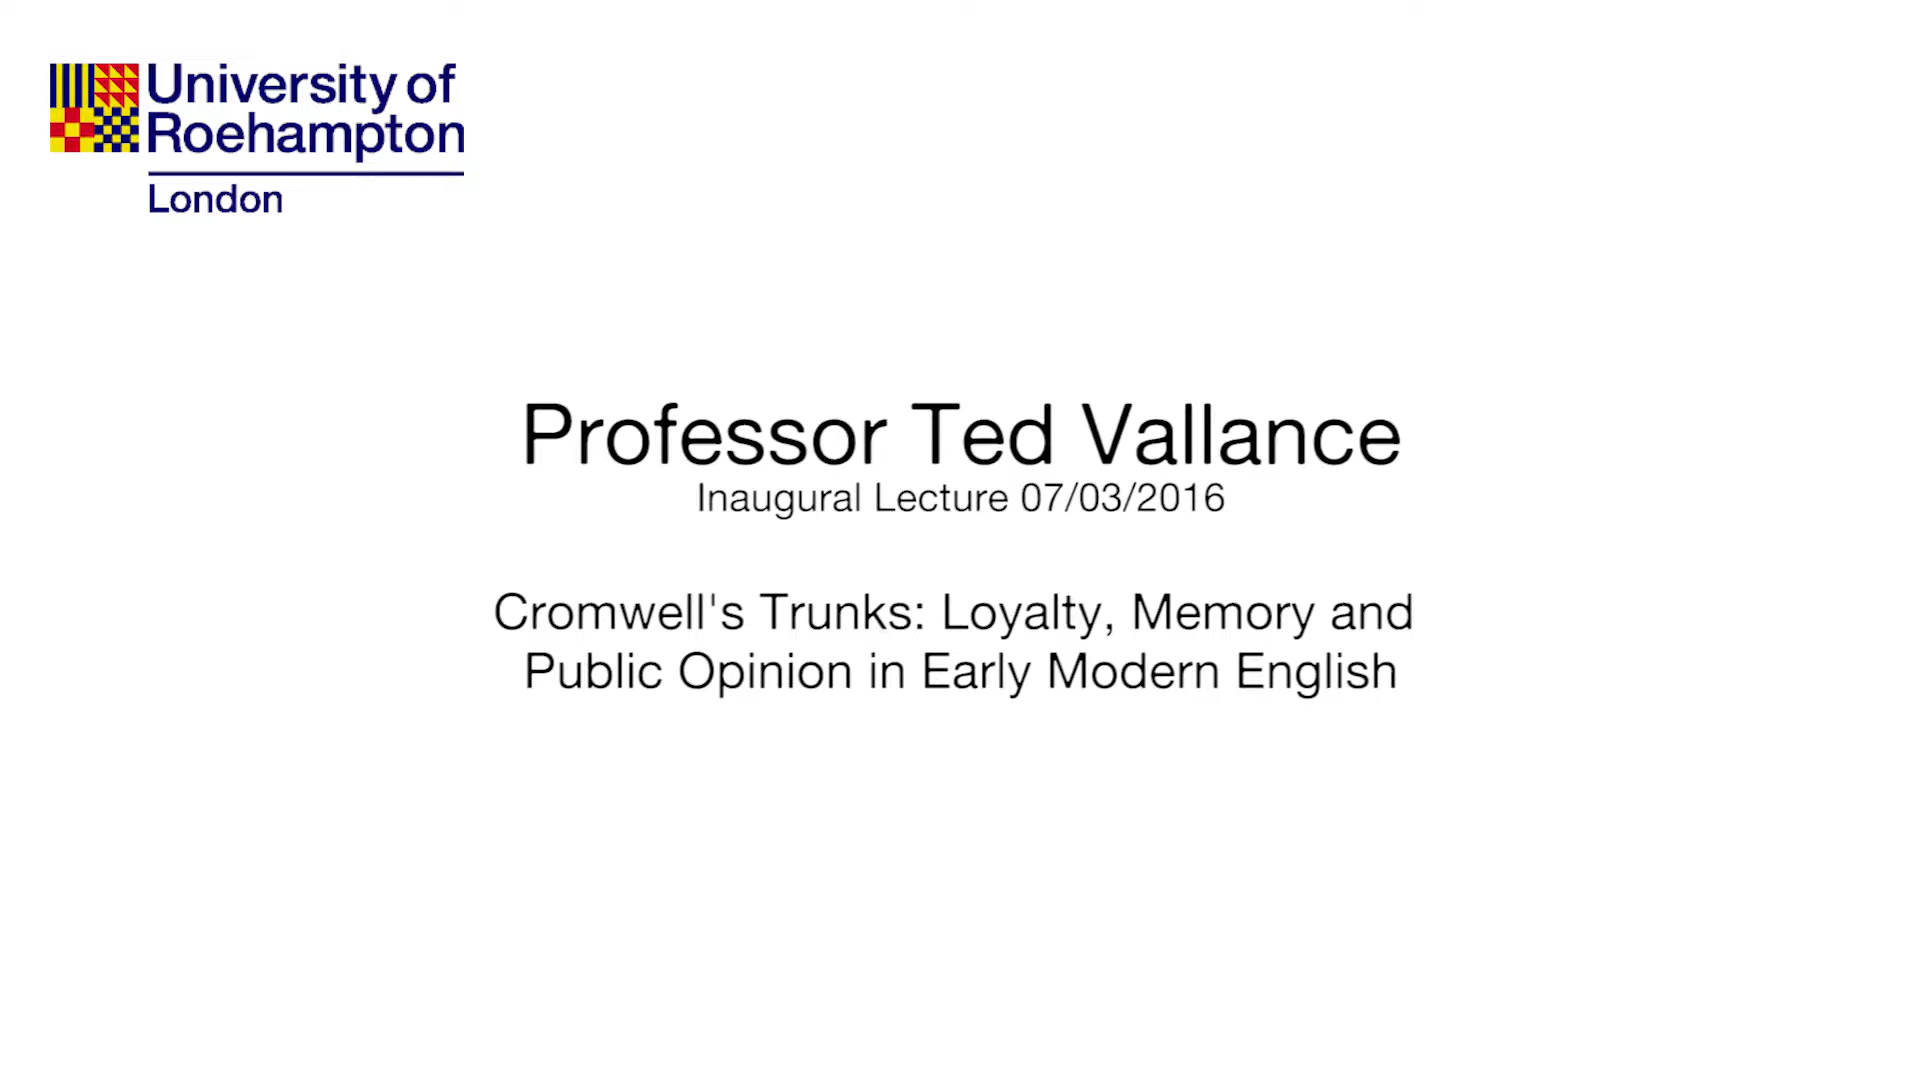 University of
Roehampton
London
Professor Ted Vallance
Inaugural Lecture 07/03/2016
Cromwell's Trunks: Loyalty, Memory and
Public Opinion in Early Modern English